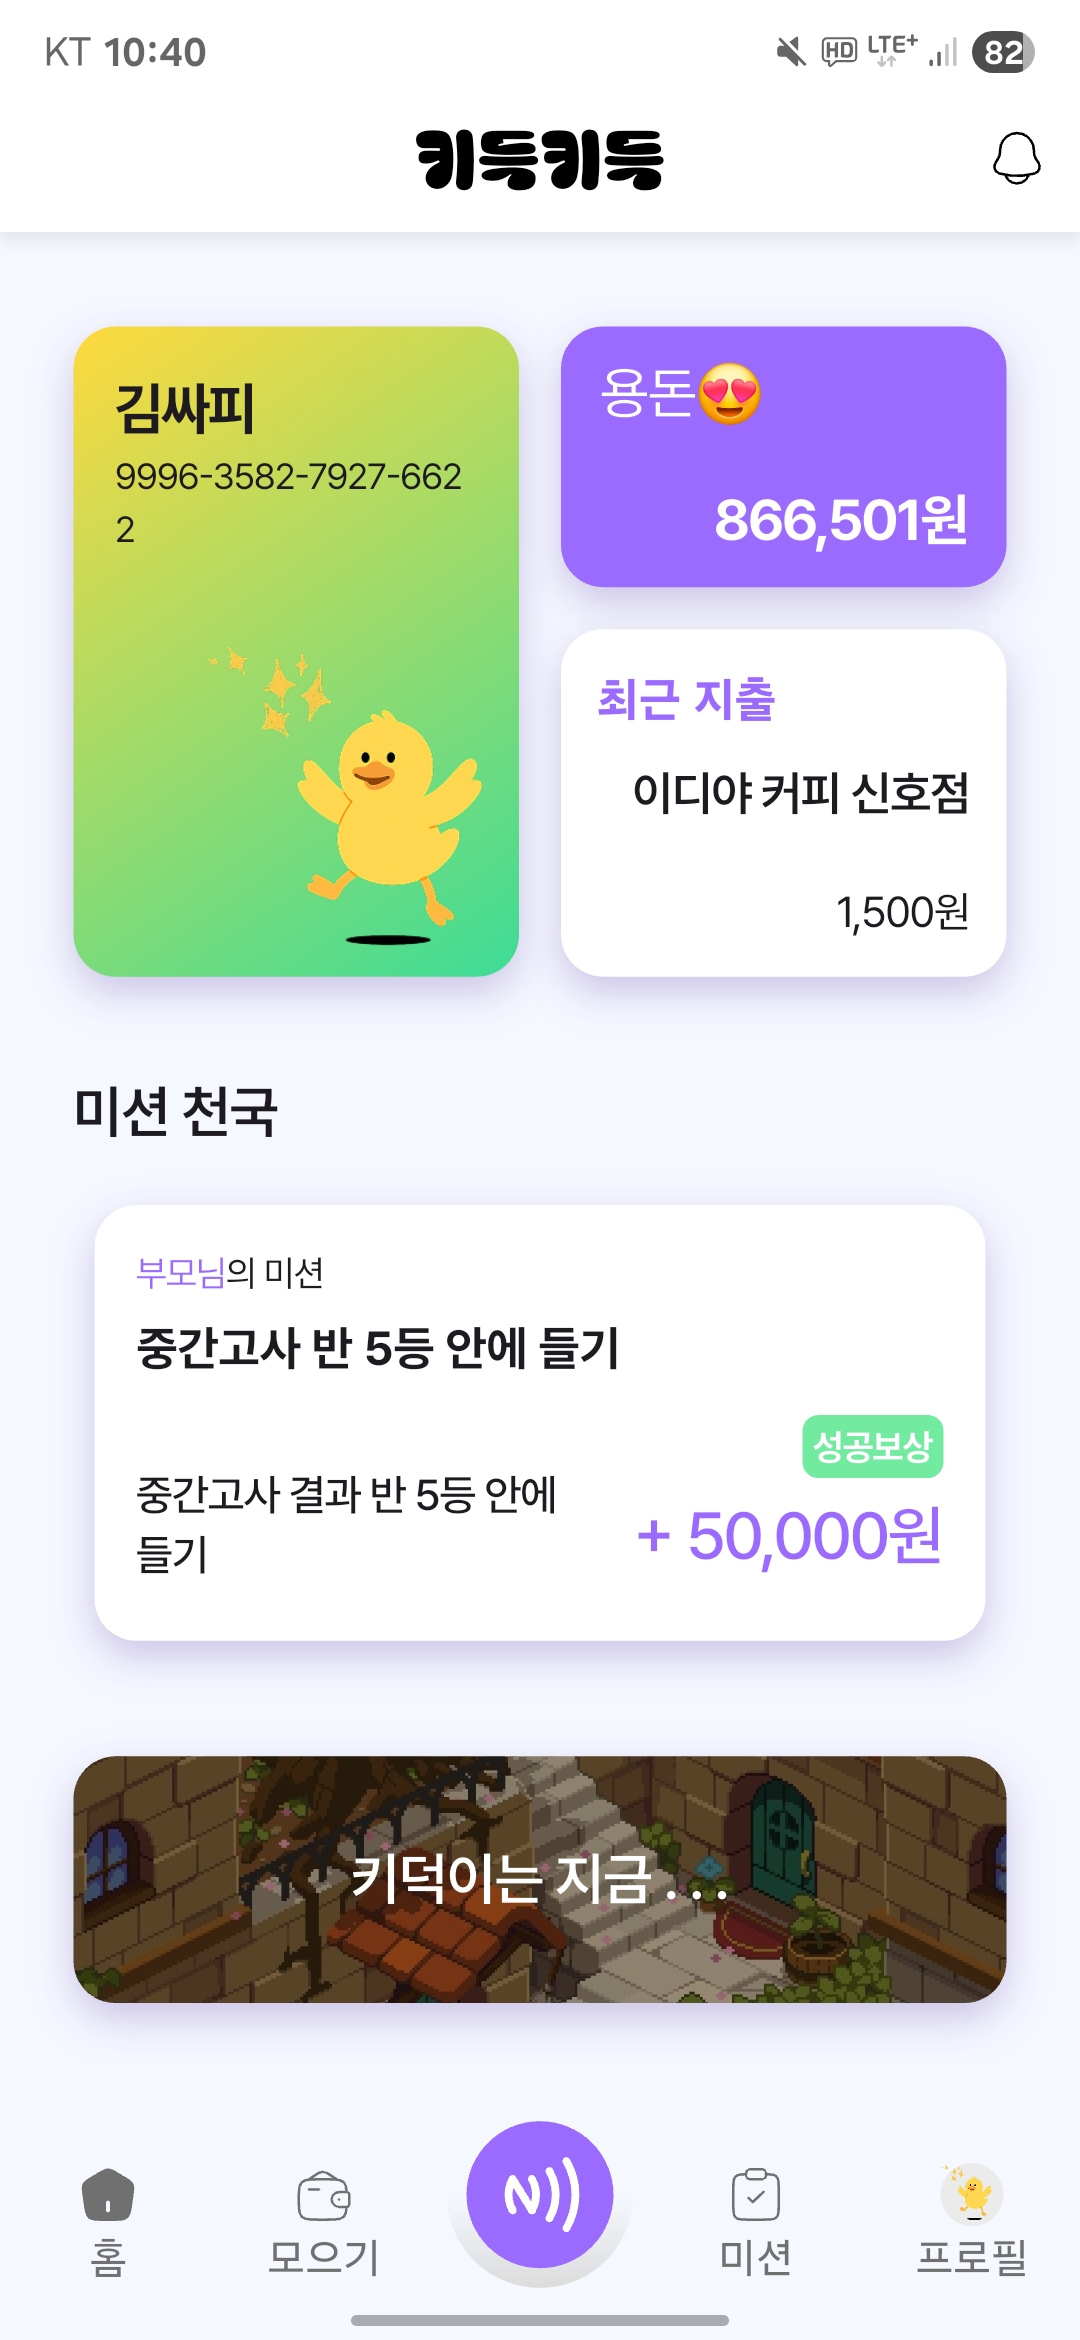 KT 10:40
HD LTE+ 82
키득키득
김싸피
9996-3582-7927-662
2
용돈😍
866,501원
최근 지출
이디야 커피 신호점
1,500원
미션 천국
부모님의 미션
중간고사 반 5등 안에 들기
성공보상
중간고사 결과 반 5등 안에
들기
+ 50,000원
키덕이는 지금 . . .
홈
모으기
미션
프로필